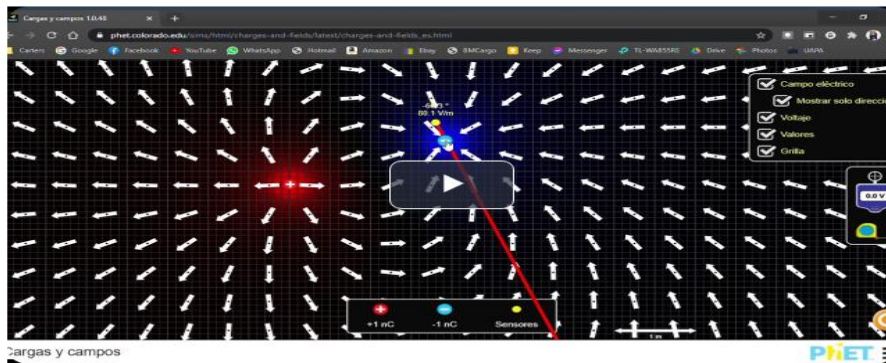 Cargas y campos 1.0.48 × +
phet.colorado.edu/sims/html/charges-and-fields/latest/charges-and-fields_es.html
Carters Google Facebook YouTube WhatsApp Hotmail Amazon Ebay BMCargo Keep Messenger TL-WA855RE Drive Photos UAPA
Campo eléctrico
Mostrar solo direcci
Voltaje
Valores
Grilla
80.1 V/m
0.0 V
+1 nC -1 nC Sensores
1 m
Cargas y campos
PhET